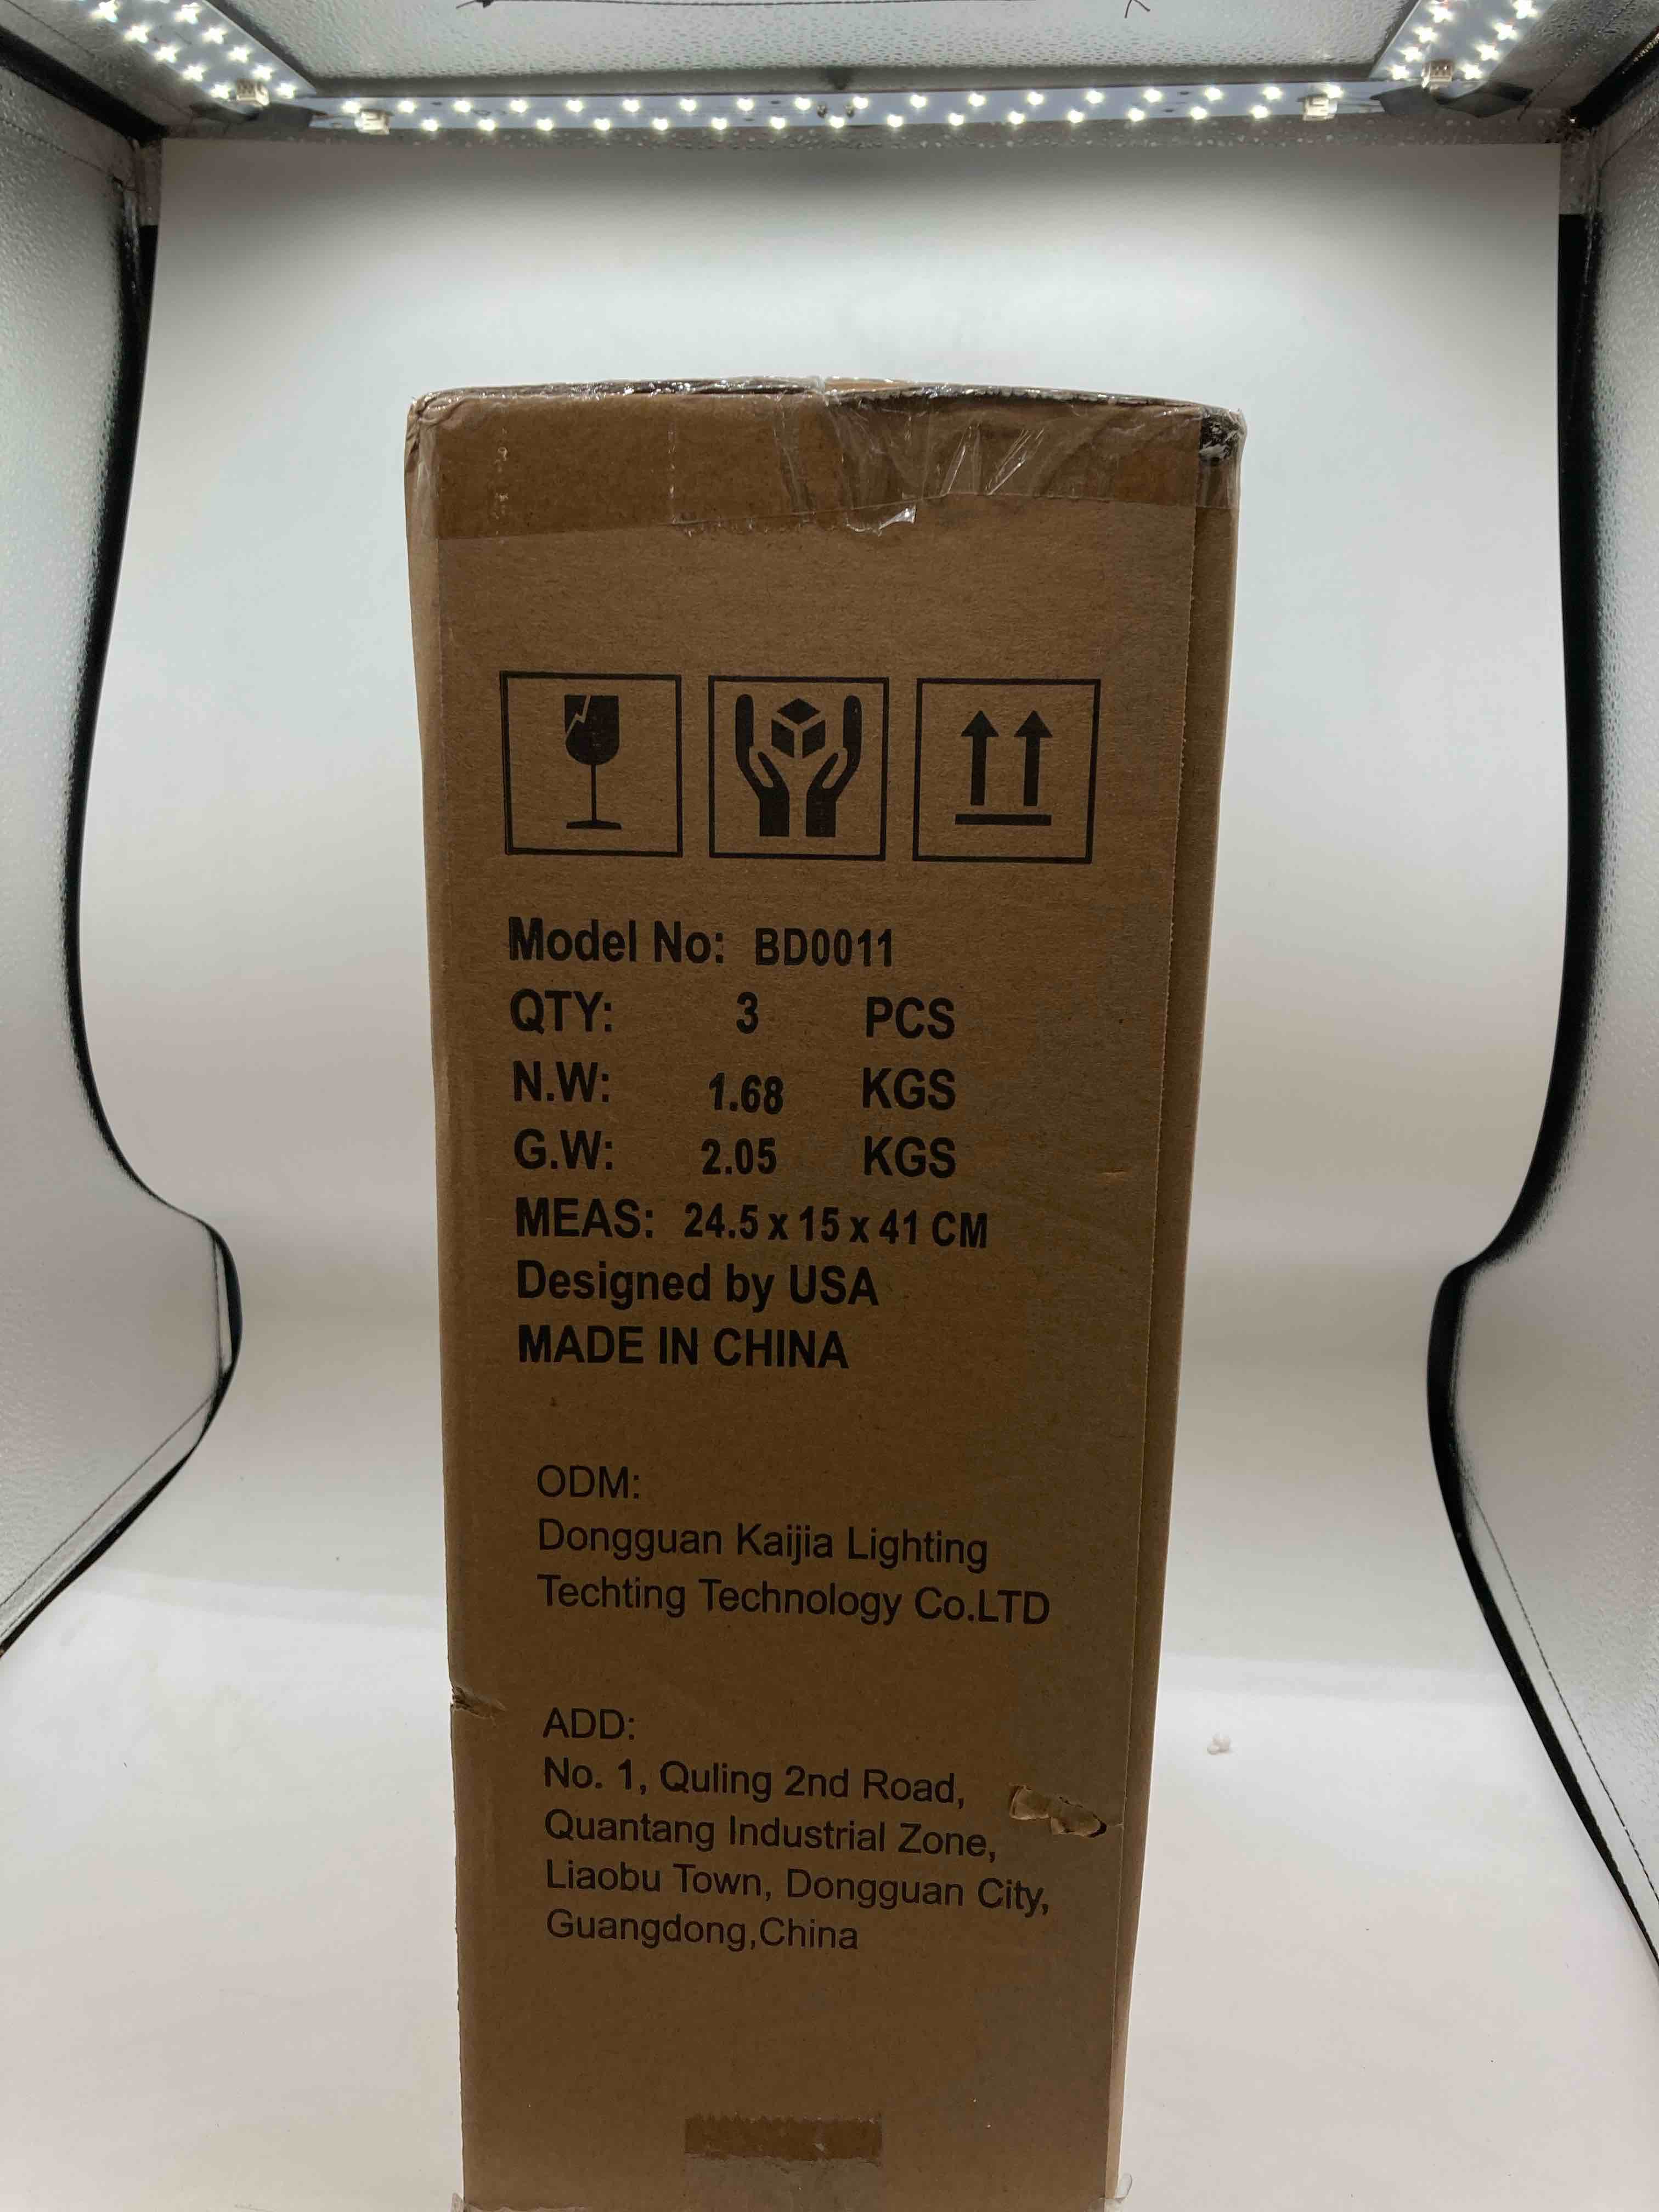 Model No: BD0011
QTY: 3 PCS
N.W: 1.68 KGS
G.W: 2.05 KGS
MEAS: 24.5 x 15 x 41 CM
Designed by USA
MADE IN CHINA
ODM:
Dongguan Kaijia Lighting
Techting Technology Co.LTD
ADD:
No. 1, Quling 2nd Road,
Quantang Industrial Zone,
Liaobu Town, Dongguan City,
Guangdong,China